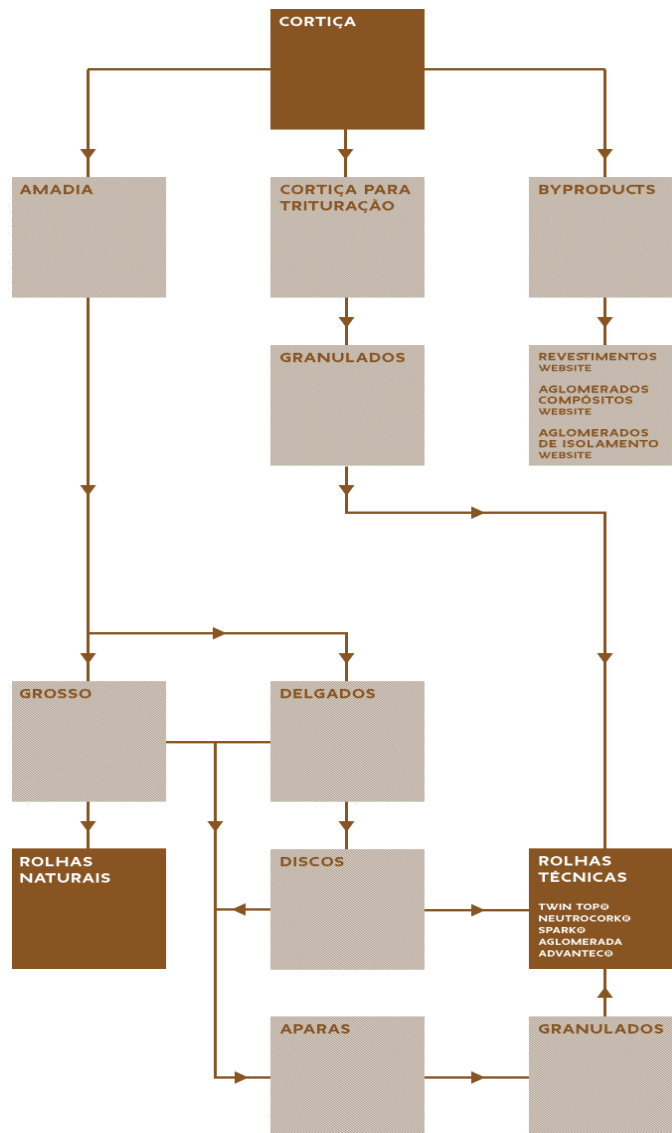 CORTIÇA
AMADIA
CORTIÇA PARA
TRITURAÇÃO
BYPRODUCTS
GRANULADOS
REVESTIMENTOS
WEBSITE
AGLOMERADOS
COMPÓSITOS
WEBSITE
AGLOMERADOS
DE ISOLAMENTO
WEBSITE
GROSSO
DELGADOS
ROLHAS
NATURAIS
DISCOS
ROLHAS
TÉCNICAS
TWIN TOP®
NEUTROCORK®
SPARK®
AGLOMERADA
ADVANTEC®
APARAS
GRANULADOS